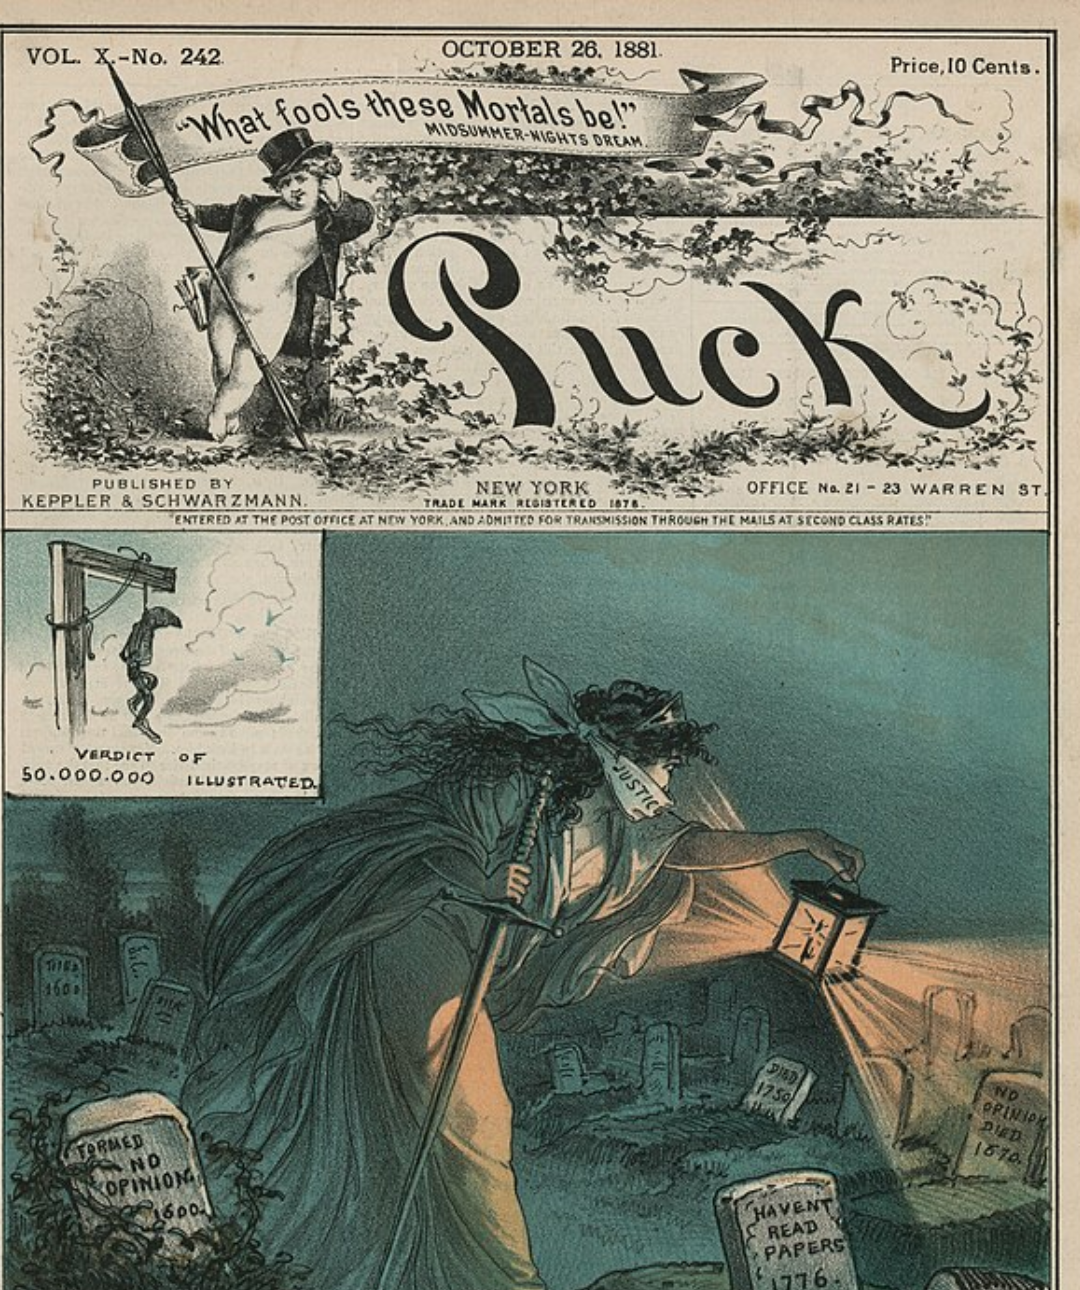 VOL. X.-No. 242.
OCTOBER 26, 1881.
Price, 10 Cents.
"What fools these Mortals be!"
MIDSUMMER-NIGHTS DREAM.
Puck
PUBLISHED BY
KEPPLER & SCHWARZMANN.
NEW YORK
TRADE MARK REGISTERED 1878.
OFFICE No. 21 - 23 WARREN ST.
"ENTERED AT THE POST OFFICE AT NEW YORK, AND ADMITTED FOR TRANSMISSION THROUGH THE MAILS AT SECOND CLASS RATES."
VERDICT OF
50.000.000 ILLUSTRATED.
JUSTICE
DIED
1600
B.C.
DIED
1750
NO
OPINION
DIED
1670.
FORMED
NO
OPINION.
1600.
HAVENT
READ
PAPERS
1776.